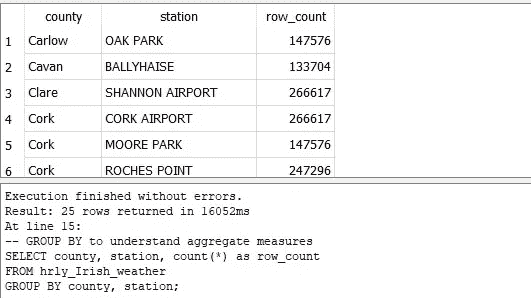 county station row_count
1 Carlow OAK PARK 147576
2 Cavan BALLYHAISE 133704
3 Clare SHANNON AIRPORT 266617
4 Cork CORK AIRPORT 266617
5 Cork MOORE PARK 147576
6 Cork ROCHES POINT 247296
Execution finished without errors.
Result: 25 rows returned in 16052ms
At line 15:
-- GROUP BY to understand aggregate measures
SELECT county, station, count(*) as row_count
FROM hrly_Irish_weather
GROUP BY county, station;